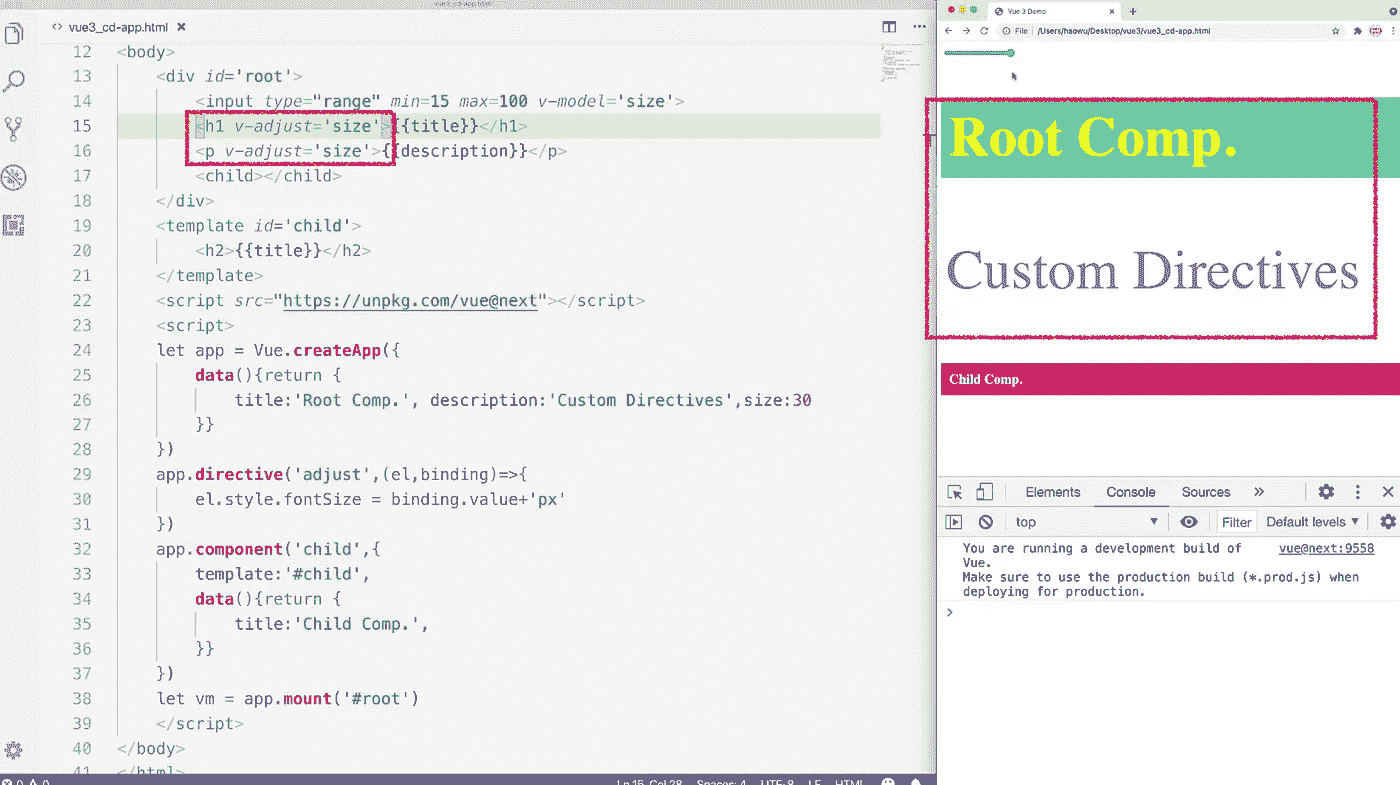 vue3_cd-app.html
vue3_cd-app.html
12 <body>
13 <div id='root'>
14 <input type="range" min=15 max=100 v-model='size'>
15 <h1 v-adjust='size'>{{title}}</h1>
16 <p v-adjust='size'>{{description}}</p>
17 <child></child>
18 </div>
19 <template id='child'>
20 <h2>{{title}}</h2>
21 </template>
22 <script src="https://unpkg.com/vue@next"></script>
23 <script>
24 let app = Vue.createApp({
25 data(){return {
26 title:'Root Comp.', description:'Custom Directives',size:30
27 }}
28 })
29 app.directive('adjust',(el,binding)=>{
30 el.style.fontSize = binding.value+'px'
31 })
32 app.component('child',{
33 template:'#child',
34 data(){return {
35 title:'Child Comp.',
36 }}
37 })
38 let vm = app.mount('#root')
39 </script>
40 </body>
41 </html>
0 0
Ln 15, Col 28 Spaces: 4 UTF-8 LF HTML
Vue 3 Demo
File /Users/haowu/Desktop/vue3/vue3_cd-app.html
Root Comp.
Custom Directives
Child Comp.
Elements Console Sources
top Filter Default levels
You are running a development build of vue@next:9558
Vue.
Make sure to use the production build (*.prod.js) when
deploying for production.